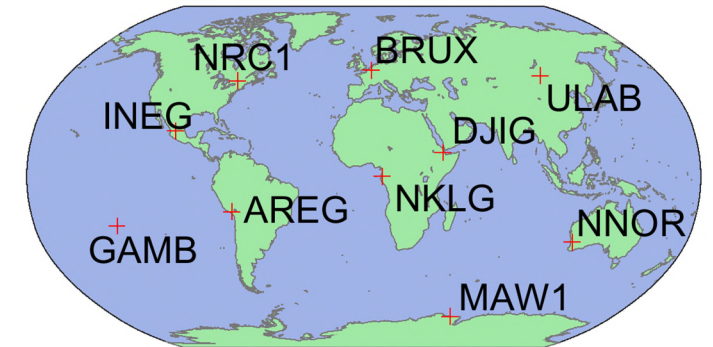 BRUX
NRC1
ULAB
INEG
DJIG
NKLG
AREG
NNOR
GAMB
MAW1